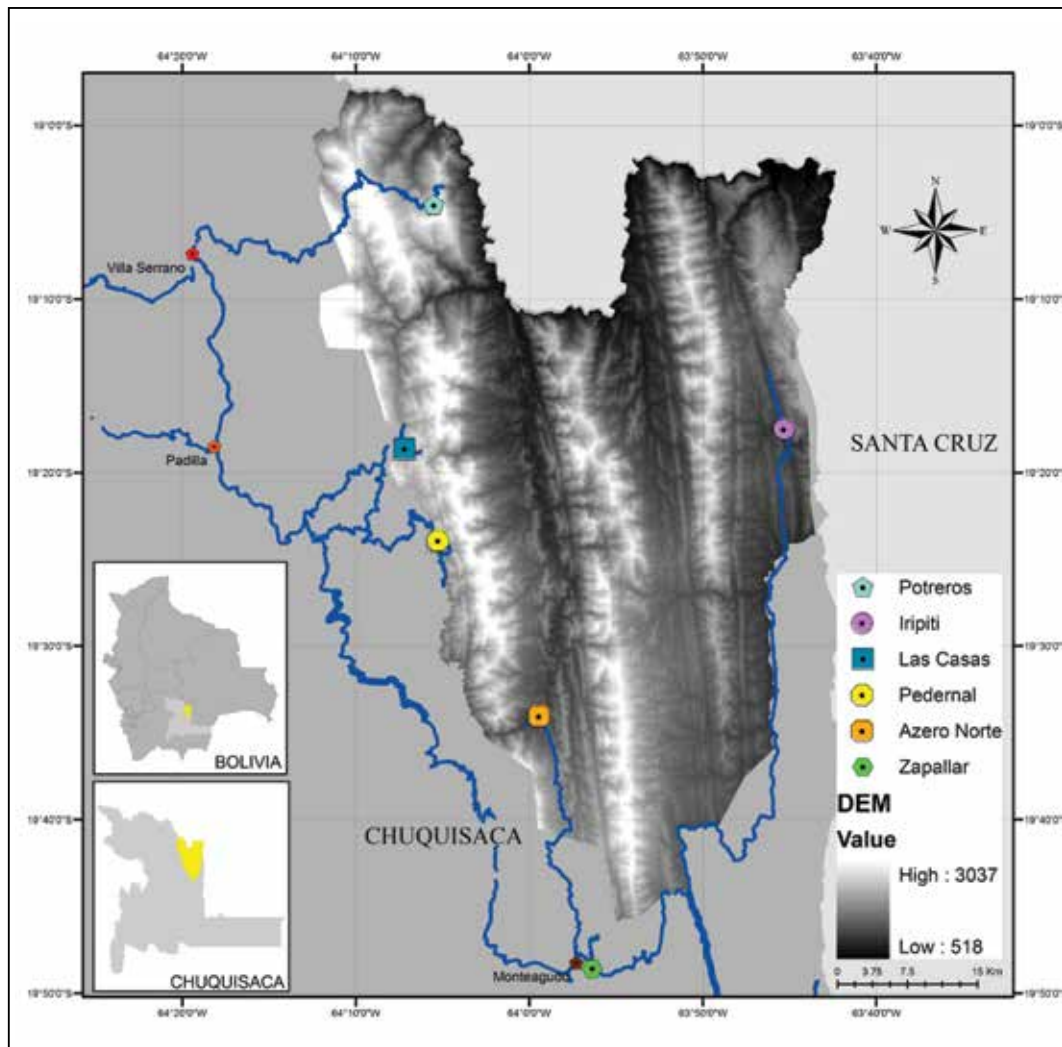 64°20'0"W 64°10'0"W 64°0'0"W 63°50'0"W 63°40'0"W
19°0'0"S 19°0'0"S
N
W E
S
Villa Serrano
19°10'0"S 19°10'0"S
SANTA CRUZ
Padilla
19°20'0"S 19°20'0"S
Potreros
Iripiti
Las Casas
Pedernal
Azero Norte
Zapallar
19°30'0"S 19°30'0"S
BOLIVIA
DEM
Value
High : 3037
Low : 518
19°40'0"S 19°40'0"S
CHUQUISACA
CHUQUISACA
Monteagudo
0 3.75 7.5 15 Km
19°50'0"S 19°50'0"S
64°20'0"W 64°10'0"W 64°0'0"W 63°50'0"W 63°40'0"W